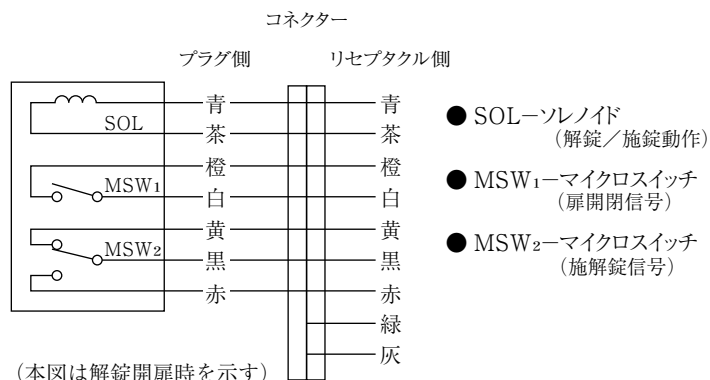 コネクター
プラグ側
リセプタクル側
青
青
SOL
茶
茶
橙
橙
MSW₁
白
白
黄
黄
MSW₂
黒
黒
赤
赤
緑
灰
●SOL－ソレノイド
(解錠／施錠動作)
●MSW₁－マイクロスイッチ
(扉開閉信号)
●MSW₂－マイクロスイッチ
(施解錠信号)
(本図は解錠開扉時を示す)